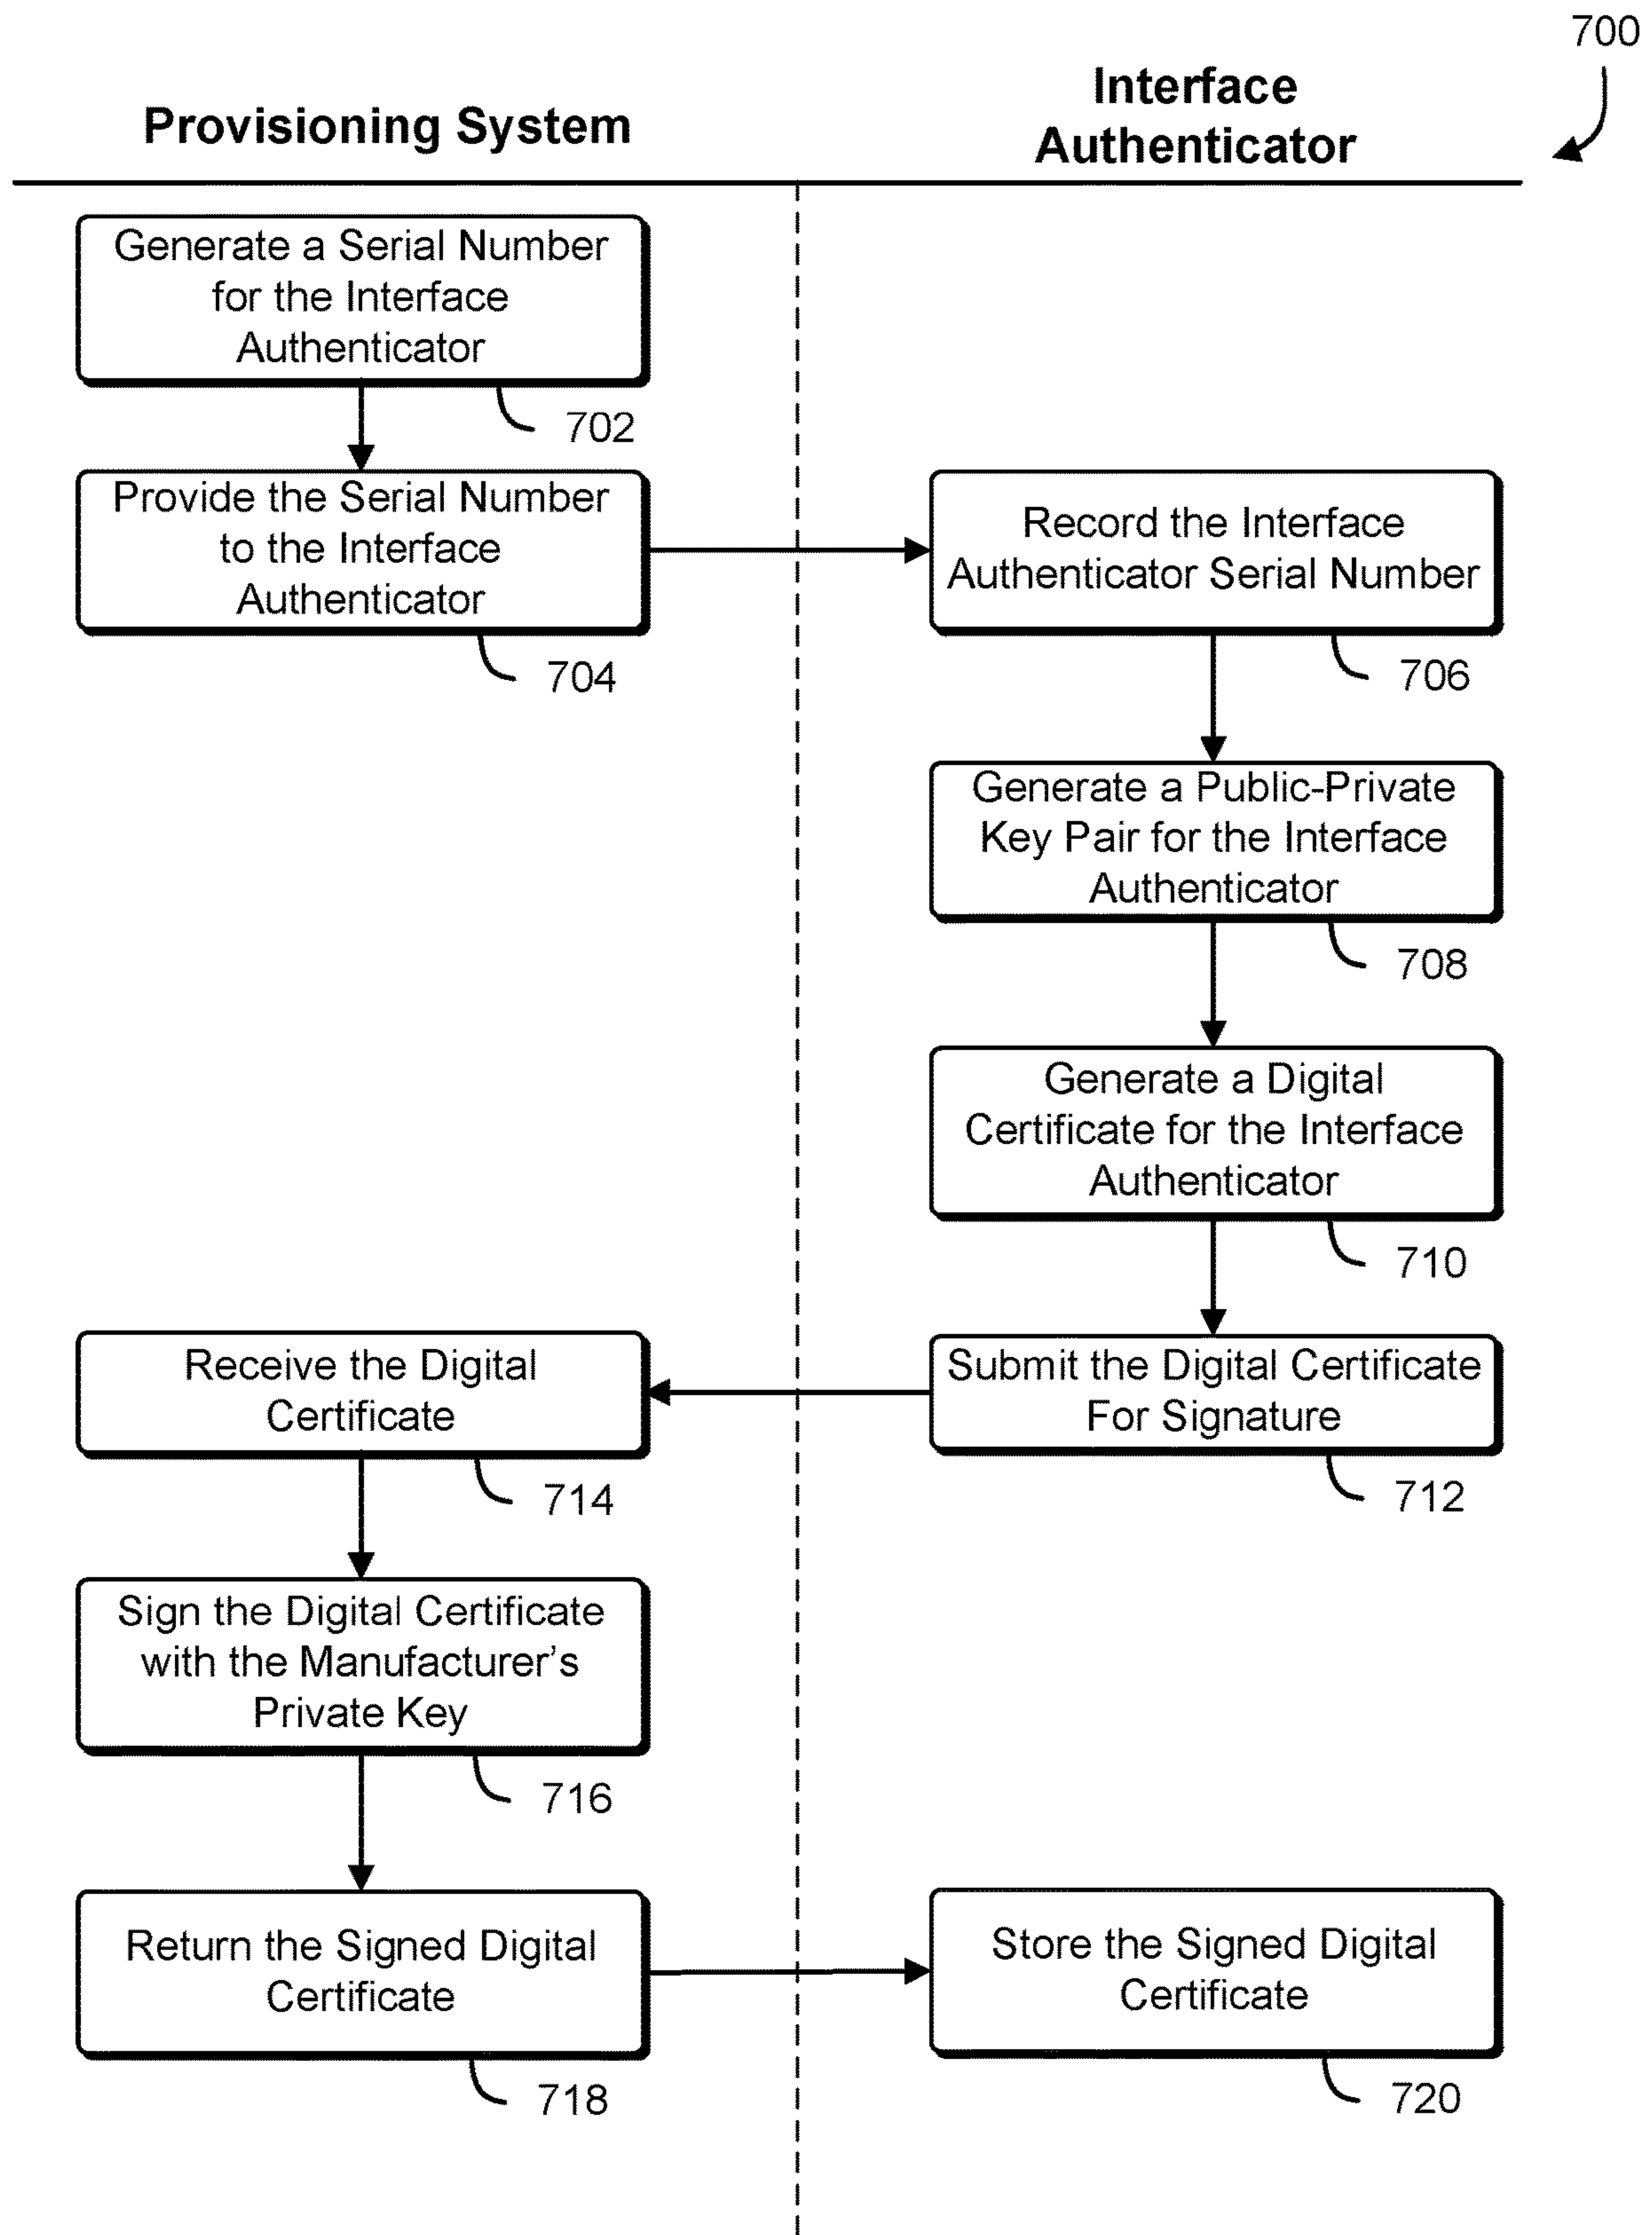 700
Provisioning System
Interface
Authenticator
Generate a Serial Number
for the Interface
Authenticator
702
Provide the Serial Number
to the Interface
Authenticator
704
Record the Interface
Authenticator Serial Number
706
Generate a Public-Private
Key Pair for the Interface
Authenticator
708
Generate a Digital
Certificate for the Interface
Authenticator
710
Submit the Digital Certificate
For Signature
712
Receive the Digital
Certificate
714
Sign the Digital Certificate
with the Manufacturer’s
Private Key
716
Return the Signed Digital
Certificate
718
Store the Signed Digital
Certificate
720